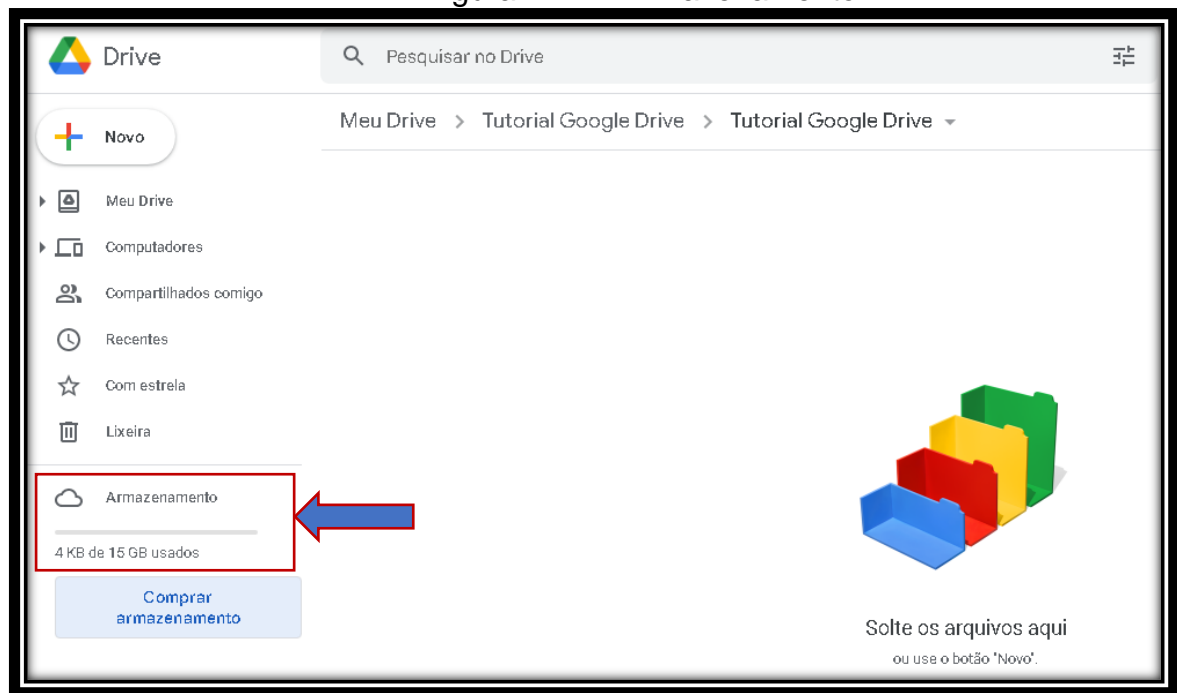 Drive
Pesquisar no Drive
Novo
Meu Drive > Tutorial Google Drive > Tutorial Google Drive
Meu Drive
Computadores
Compartilhados comigo
Recentes
Com estrela
Lixeira
Armazenamento
4 KB de 15 GB usados
Comprar
armazenamento
Solte os arquivos aqui
ou use o botão 'Novo'.